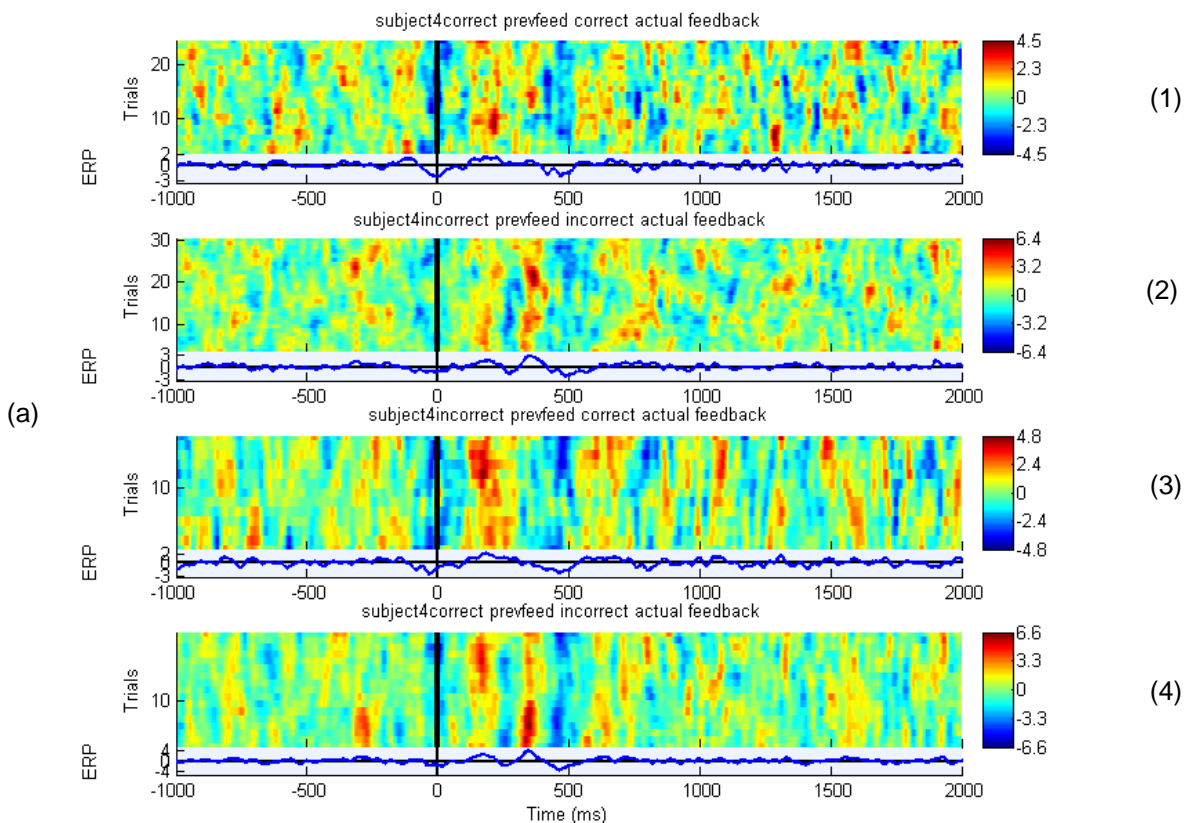 subject4correct prevfeed correct actual feedback
Trials
20
10
ERP
2
0
-3
-1000 -500 0 500 1000 1500 2000
4.5
2.3
0
-2.3
-4.5
(1)
subject4incorrect prevfeed incorrect actual feedback
Trials
30
20
10
ERP
3
0
-3
-1000 -500 0 500 1000 1500 2000
6.4
3.2
0
-3.2
-6.4
(2)
(a)
subject4incorrect prevfeed correct actual feedback
Trials
10
ERP
2
0
-3
-1000 -500 0 500 1000 1500 2000
4.8
2.4
0
-2.4
-4.8
(3)
subject4correct prevfeed incorrect actual feedback
Trials
10
ERP
4
0
-4
-1000 -500 0 500 1000 1500 2000
Time (ms)
6.6
3.3
0
-3.3
-6.6
(4)